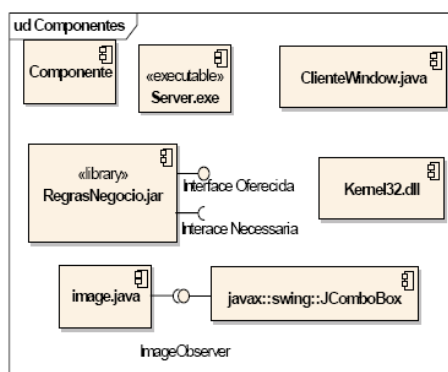 ud Componentes
Componente
«executable»
Server.exe
ClienteWindow.java
«library»
RegrasNegocio.jar
Interface Oferecida
Interace Necessaria
Kernel32.dll
image.java
javax::swing::JComboBox
ImageObserver